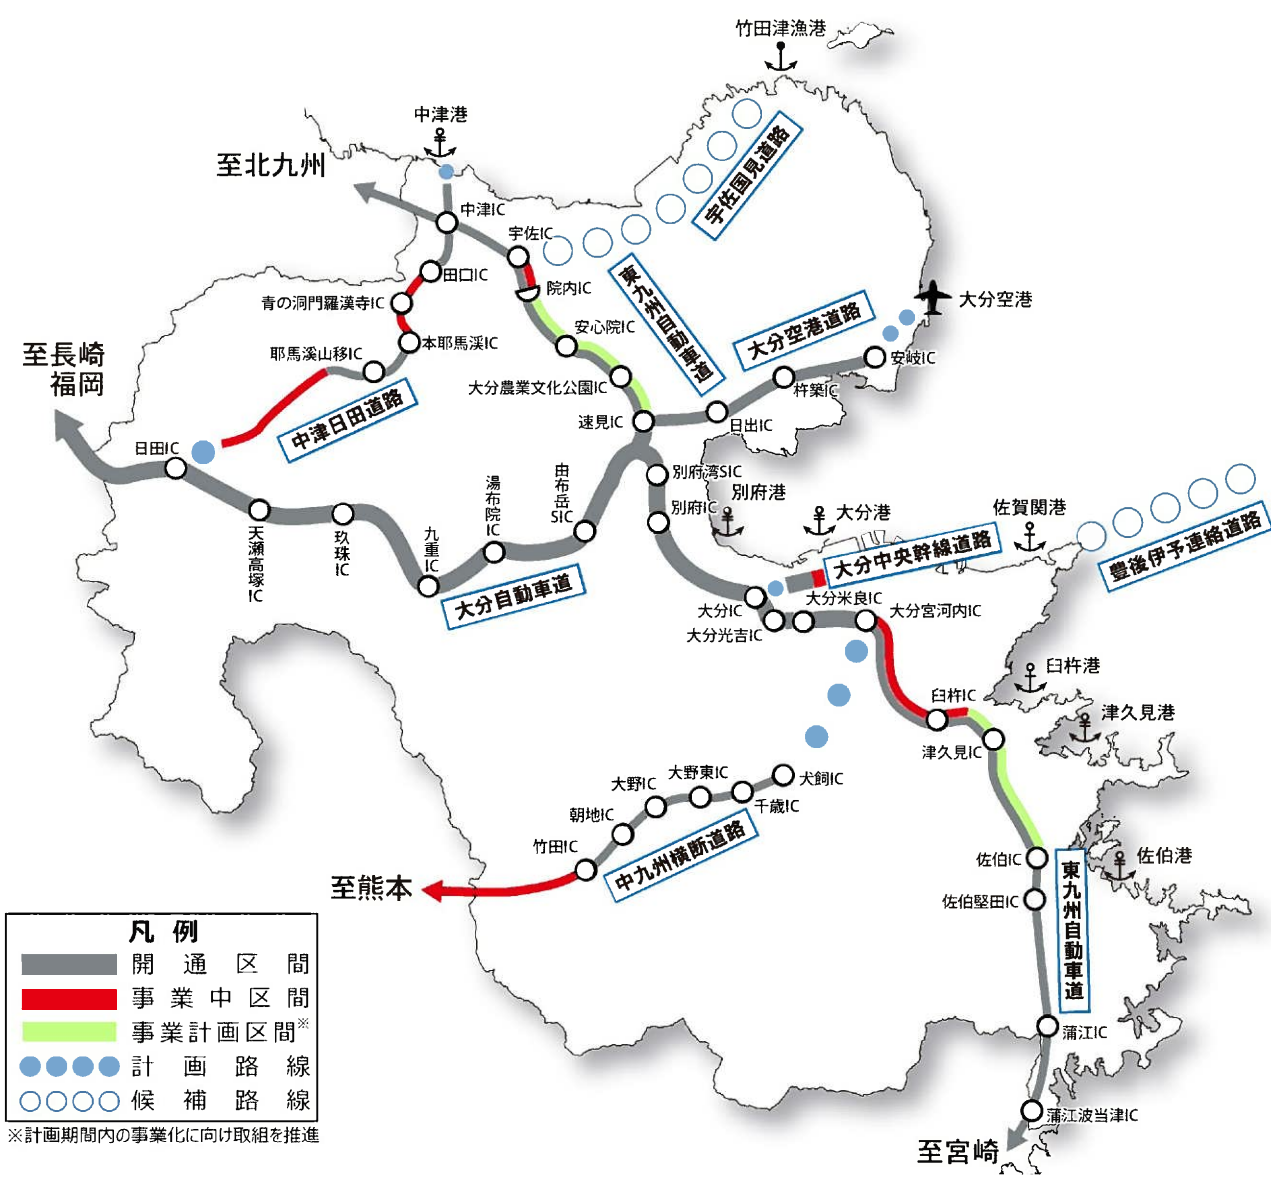 竹田津漁港
中津港
至北九州
中津IC
宇佐IC
宇佐国見道路
田口IC
院内IC
東九州自動車道
大分空港
青の洞門羅漢寺IC
安心院IC
大分空港道路
本耶馬渓IC
耶馬溪山移IC
安岐IC
至長崎
福岡
大分農業文化公園IC
杵築IC
中津日田道路
速見IC
日出IC
日田IC
由布岳SIC
別府湾SIC
湯布院IC
別府港
佐賀関港
別府IC
大分港
天瀬高塚IC
玖珠IC
九重IC
大分中央幹線道路
豊後伊予連絡道路
大分自動車道
大分IC
大分米良IC
大分宮河内IC
大分光吉IC
臼杵港
臼杵IC
津久見港
津久見IC
大野東IC
犬飼IC
大野IC
千歳IC
朝地IC
竹田IC
中九州横断道路
至熊本
佐伯IC
佐伯港
佐伯堅田IC
東九州自動車道
蒲江IC
蒲江波当津IC
至宮崎
凡例
開通区間
事業中区間
事業計画区間※
計画路線
候補路線
※計画期間内の事業化に向け取組を推進